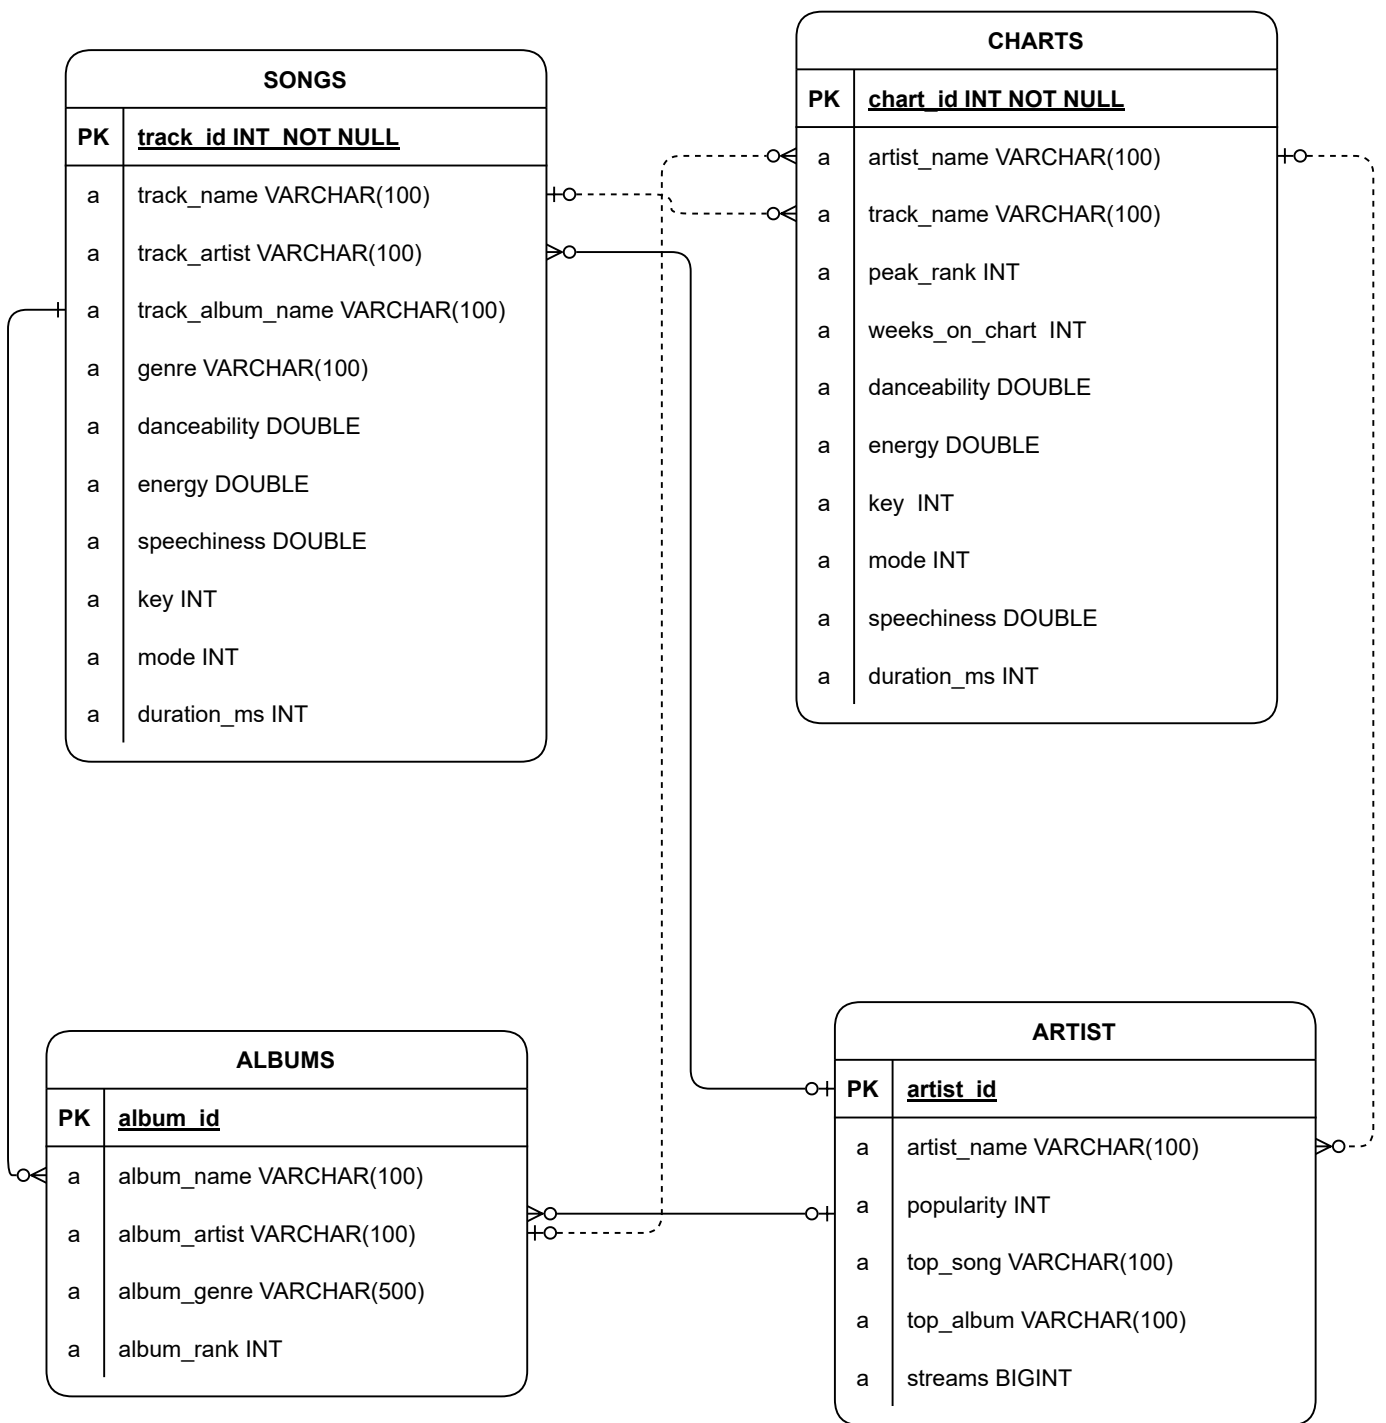 SONGS
PK track_id INT NOT NULL
a track_name VARCHAR(100)
a track_artist VARCHAR(100)
a track_album_name VARCHAR(100)
a genre VARCHAR(100)
a danceability DOUBLE
a energy DOUBLE
a speechiness DOUBLE
a key INT
a mode INT
a duration_ms INT
CHARTS
PK chart_id INT NOT NULL
a artist_name VARCHAR(100)
a track_name VARCHAR(100)
a peak_rank INT
a weeks_on_chart INT
a danceability DOUBLE
a energy DOUBLE
a key INT
a mode INT
a speechiness DOUBLE
a duration_ms INT
ALBUMS
PK album_id
a album_name VARCHAR(100)
a album_artist VARCHAR(100)
a album_genre VARCHAR(500)
a album_rank INT
ARTIST
PK artist_id
a artist_name VARCHAR(100)
a popularity INT
a top_song VARCHAR(100)
a top_album VARCHAR(100)
a streams BIGINT